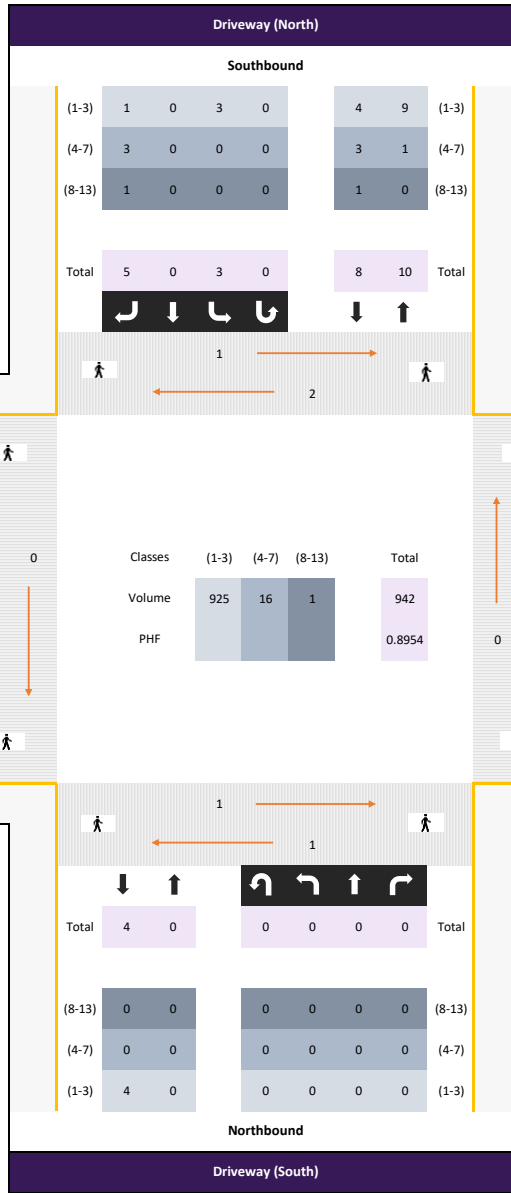 Driveway (North)
Southbound
(1-3) 1 0 3 0 4 9 (1-3)
(4-7) 3 0 0 0 3 1 (4-7)
(8-13) 1 0 0 0 1 0 (8-13)
Total 5 0 3 0 8 10 Total
1
2
0
Classes (1-3) (4-7) (8-13) Total
Volume 925 16 1 942
PHF 0.8954
0
1
1
Total 4 0 0 0 0 0 Total
(8-13) 0 0 0 0 0 0 (8-13)
(4-7) 0 0 0 0 0 0 (4-7)
(1-3) 4 0 0 0 0 0 (1-3)
Northbound
Driveway (South)